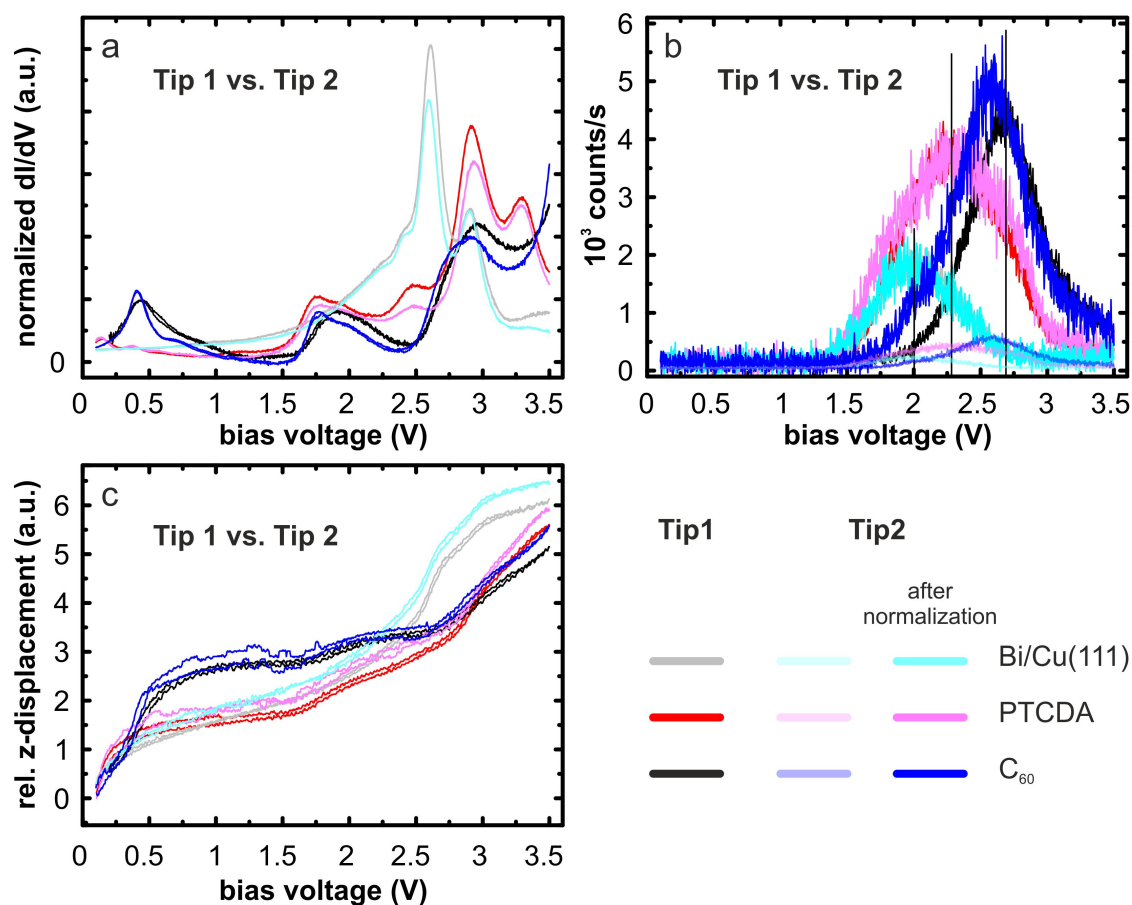 a
Tip 1 vs. Tip 2
normalized dI/dV (a.u.)
0
0 0.5 1 1.5 2 2.5 3 3.5
bias voltage (V)
b
Tip 1 vs. Tip 2
10³ counts/s
6
5
4
3
2
1
0
0 0.5 1 1.5 2 2.5 3 3.5
bias voltage (V)
c
Tip 1 vs. Tip 2
rel. z-displacement (a.u.)
6
5
4
3
2
1
0
0 0.5 1 1.5 2 2.5 3 3.5
bias voltage (V)
Tip1 Tip2
after
normalization
Bi/Cu(111)
PTCDA
C₆₀